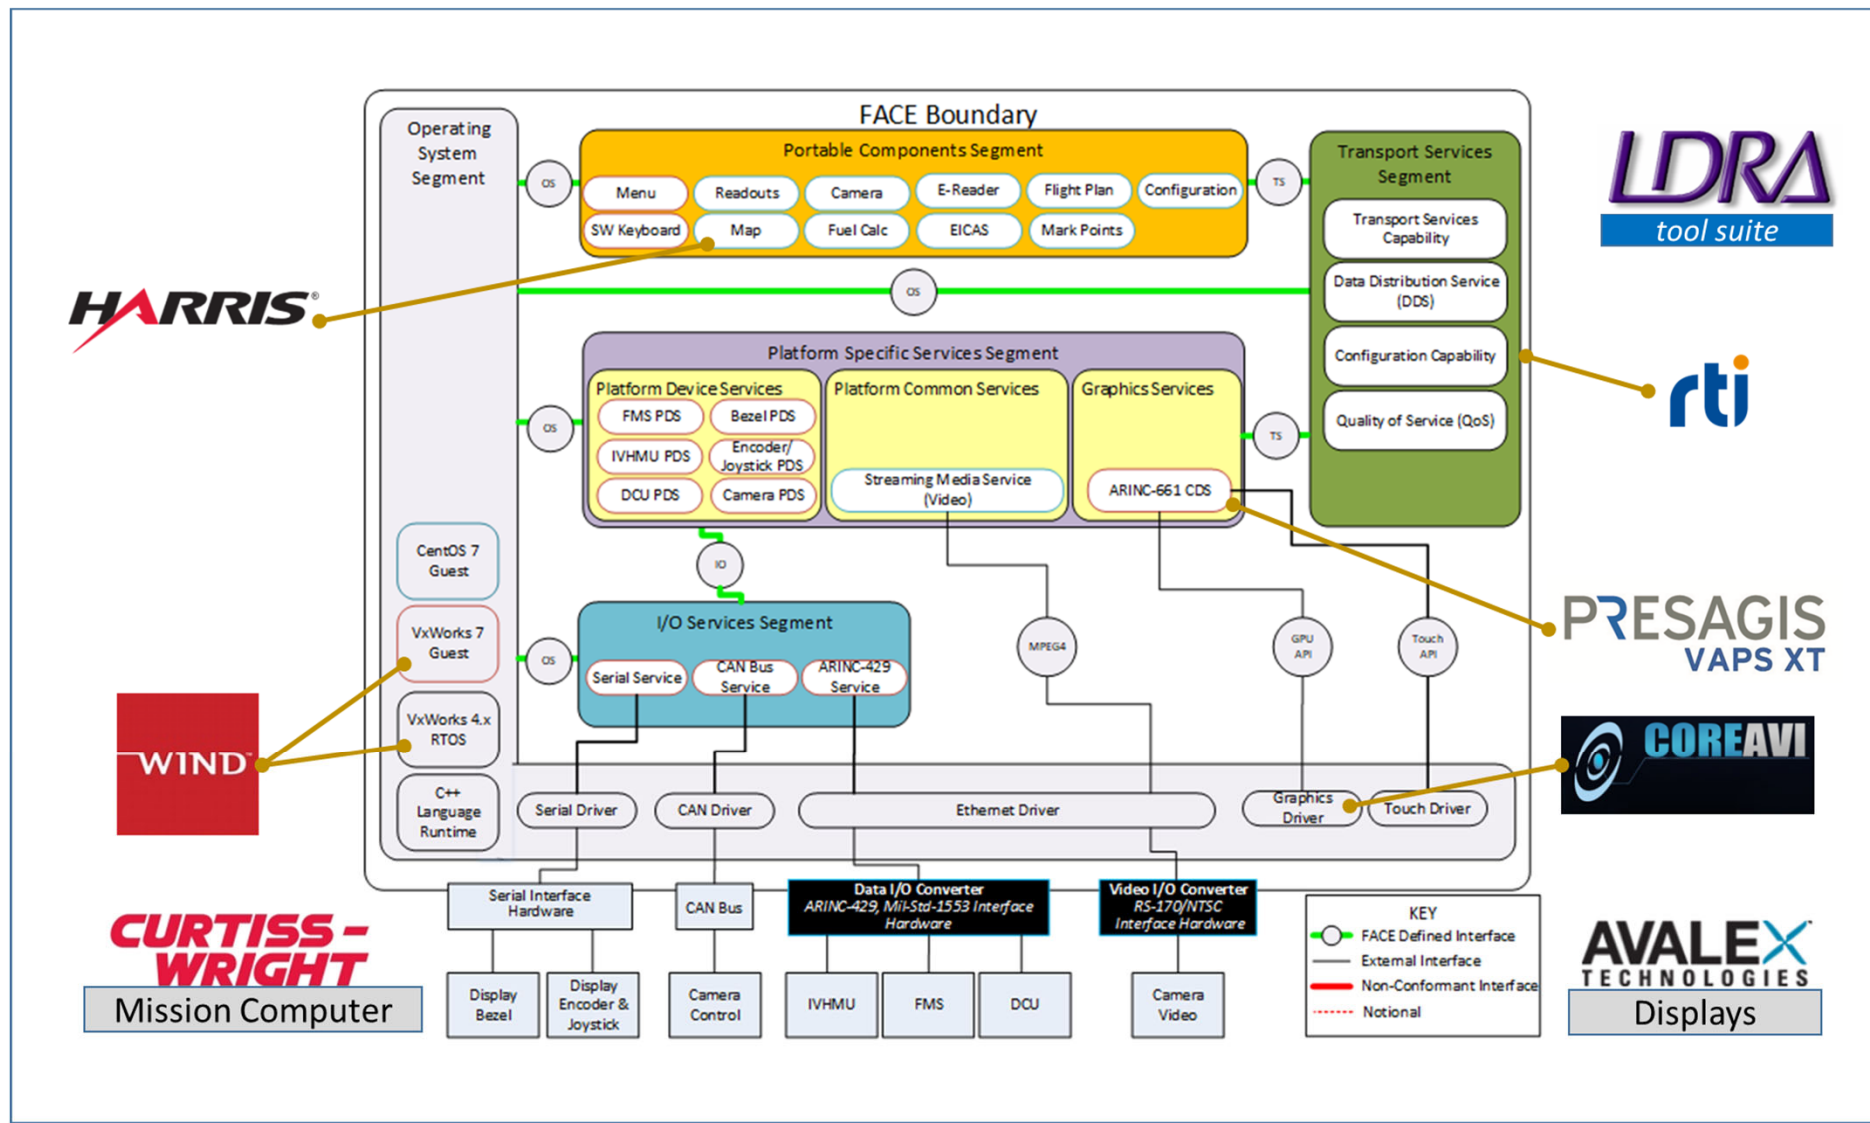 FACE Boundary
Operating
System
Segment
Portable Components Segment
OS
Menu
Readouts
Camera
E-Reader
Flight Plan
Configuration
SW Keyboard
Map
Fuel Calc
EICAS
Mark Points
TS
Transport Services
Segment
Transport Services
Capability
Data Distribution Service
(DDS)
Configuration Capability
Quality of Service (QoS)
LDRA
tool suite
HARRIS®
OS
rti
Platform Specific Services Segment
OS
Platform Device Services
FMS PDS
Bezel PDS
IVHMU PDS
Encoder/
Joystick PDS
DCU PDS
Camera PDS
Platform Common Services
Streaming Media Service
(Video)
Graphics Services
ARINC-661 CDS
TS
IO
CentOS 7
Guest
VxWorks 7
Guest
VxWorks 4.x
RTOS
C++
Language
Runtime
OS
I/O Services Segment
Serial Service
CAN Bus
Service
ARINC-429
Service
MPEG4
GPU
API
Touch
API
PRESAGIS
VAPS XT
WIND™
COREAVI
Serial Driver
CAN Driver
Ethernet Driver
Graphics
Driver
Touch Driver
Serial Interface
Hardware
CAN Bus
Data I/O Converter
ARINC-429, Mil-Std-1553 Interface
Hardware
Video I/O Converter
RS-170/NTSC
Interface Hardware
Display
Bezel
Display
Encoder &
Joystick
Camera
Control
IVHMU
FMS
DCU
Camera
Video
KEY
FACE Defined Interface
External Interface
Non-Conformant Interface
Notional
CURTISS-
WRIGHT
Mission Computer
AVALEX
TECHNOLOGIES
Displays